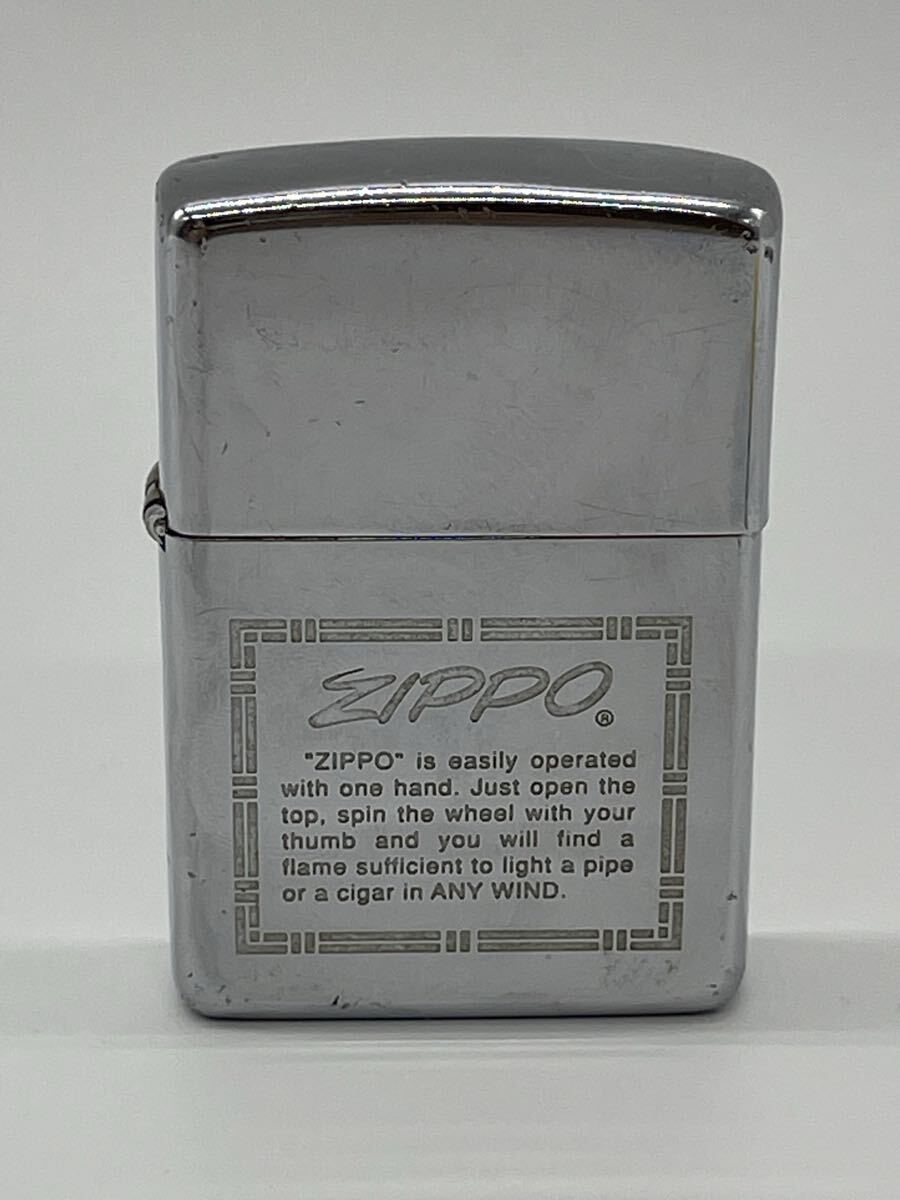 ZIPPO®
"ZIPPO" is easily operated
with one hand. Just open the
top, spin the wheel with your
thumb and you will find a
flame sufficient to light a pipe
or a cigar in ANY WIND.